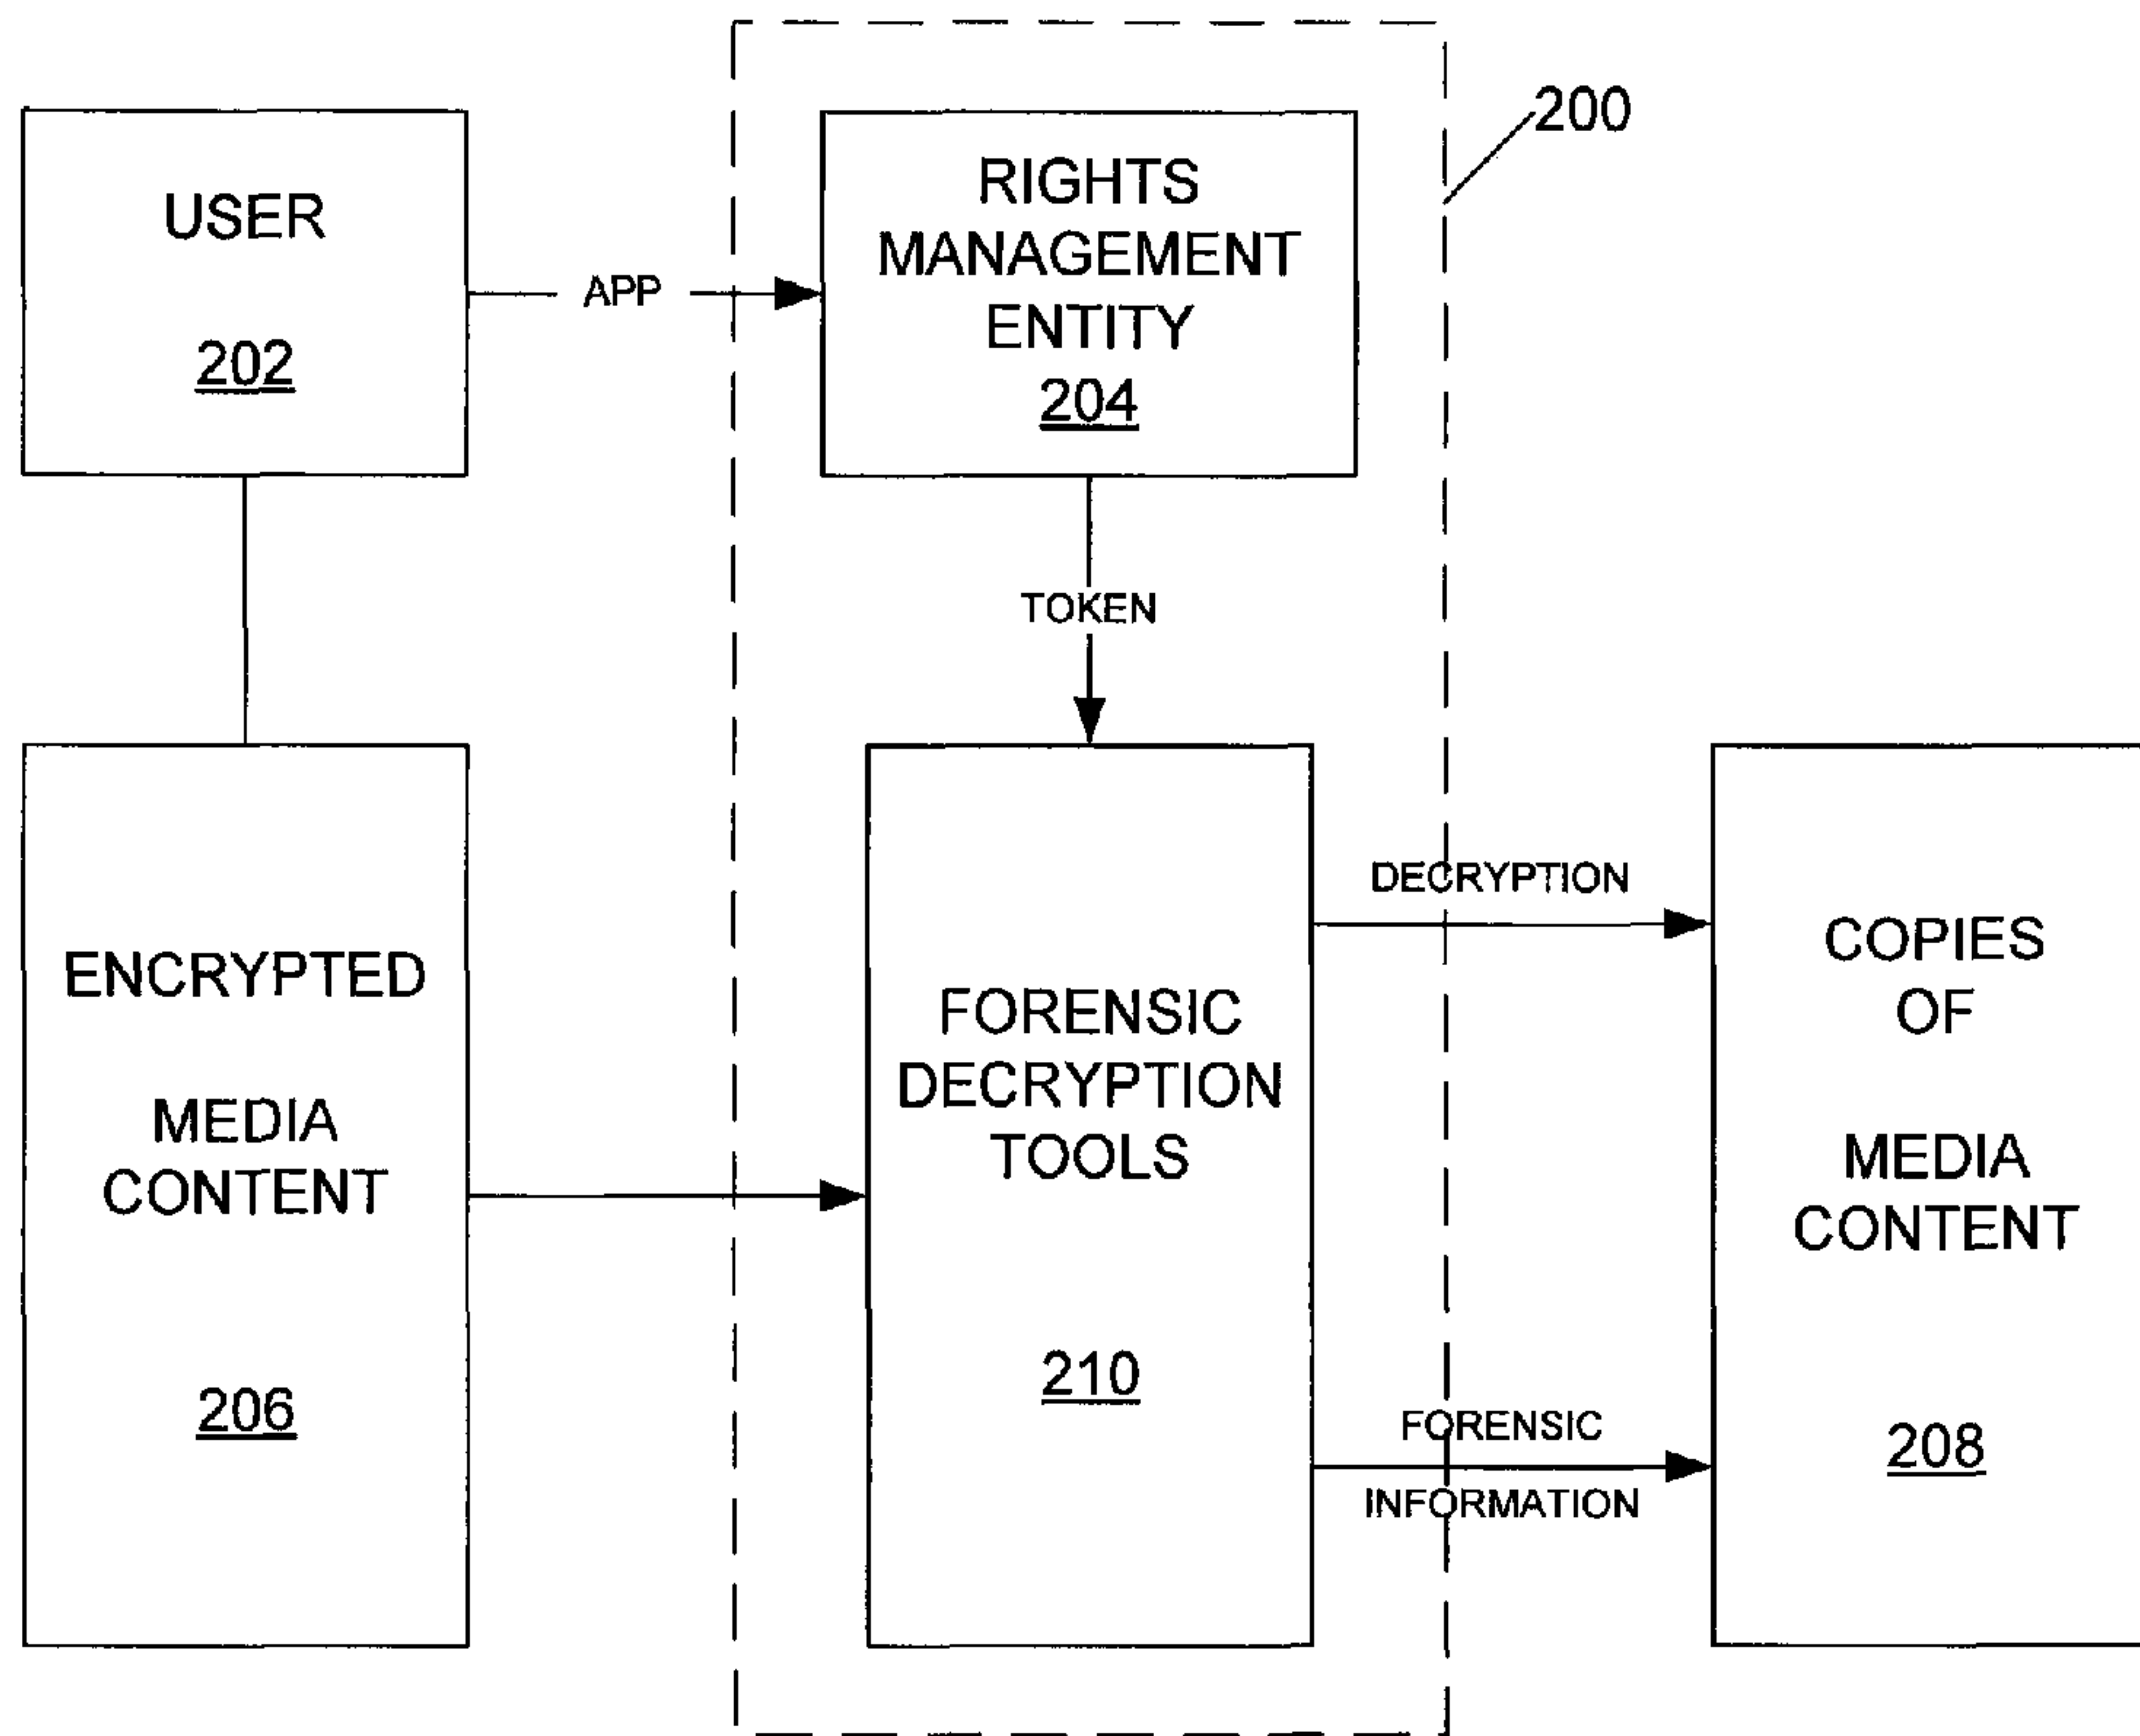 200
USER
202
APP
RIGHTS
MANAGEMENT
ENTITY
204
TOKEN
ENCRYPTED
MEDIA
CONTENT
206
FORENSIC
DECRYPTION
TOOLS
210
DECRYPTION
FORENSIC
INFORMATION
COPIES
OF
MEDIA
CONTENT
208